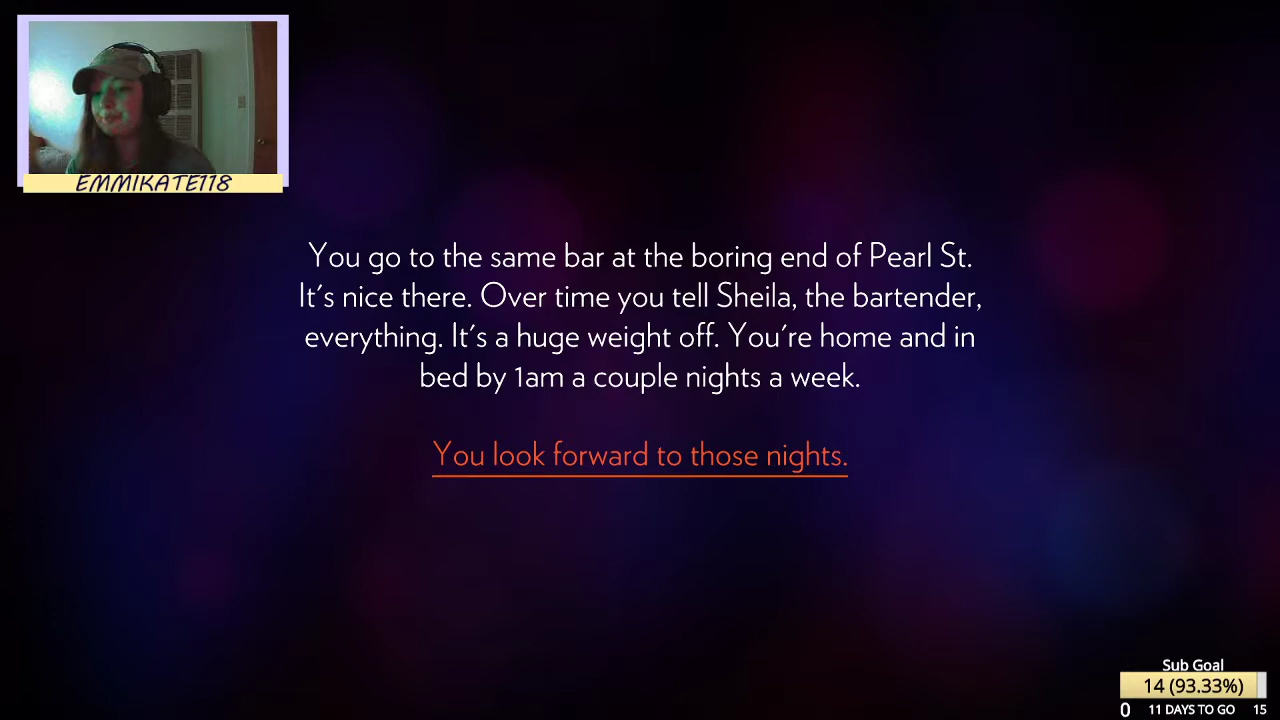 EMMIKATE118
You go to the same bar at the boring end of Pearl St.
It's nice there. Over time you tell Sheila, the bartender,
everything. It's a huge weight off. You're home and in
bed by 1am a couple nights a week.
You look forward to those nights.
Sub Goal
14 (93.33%)
0 11 DAYS TO GO 15